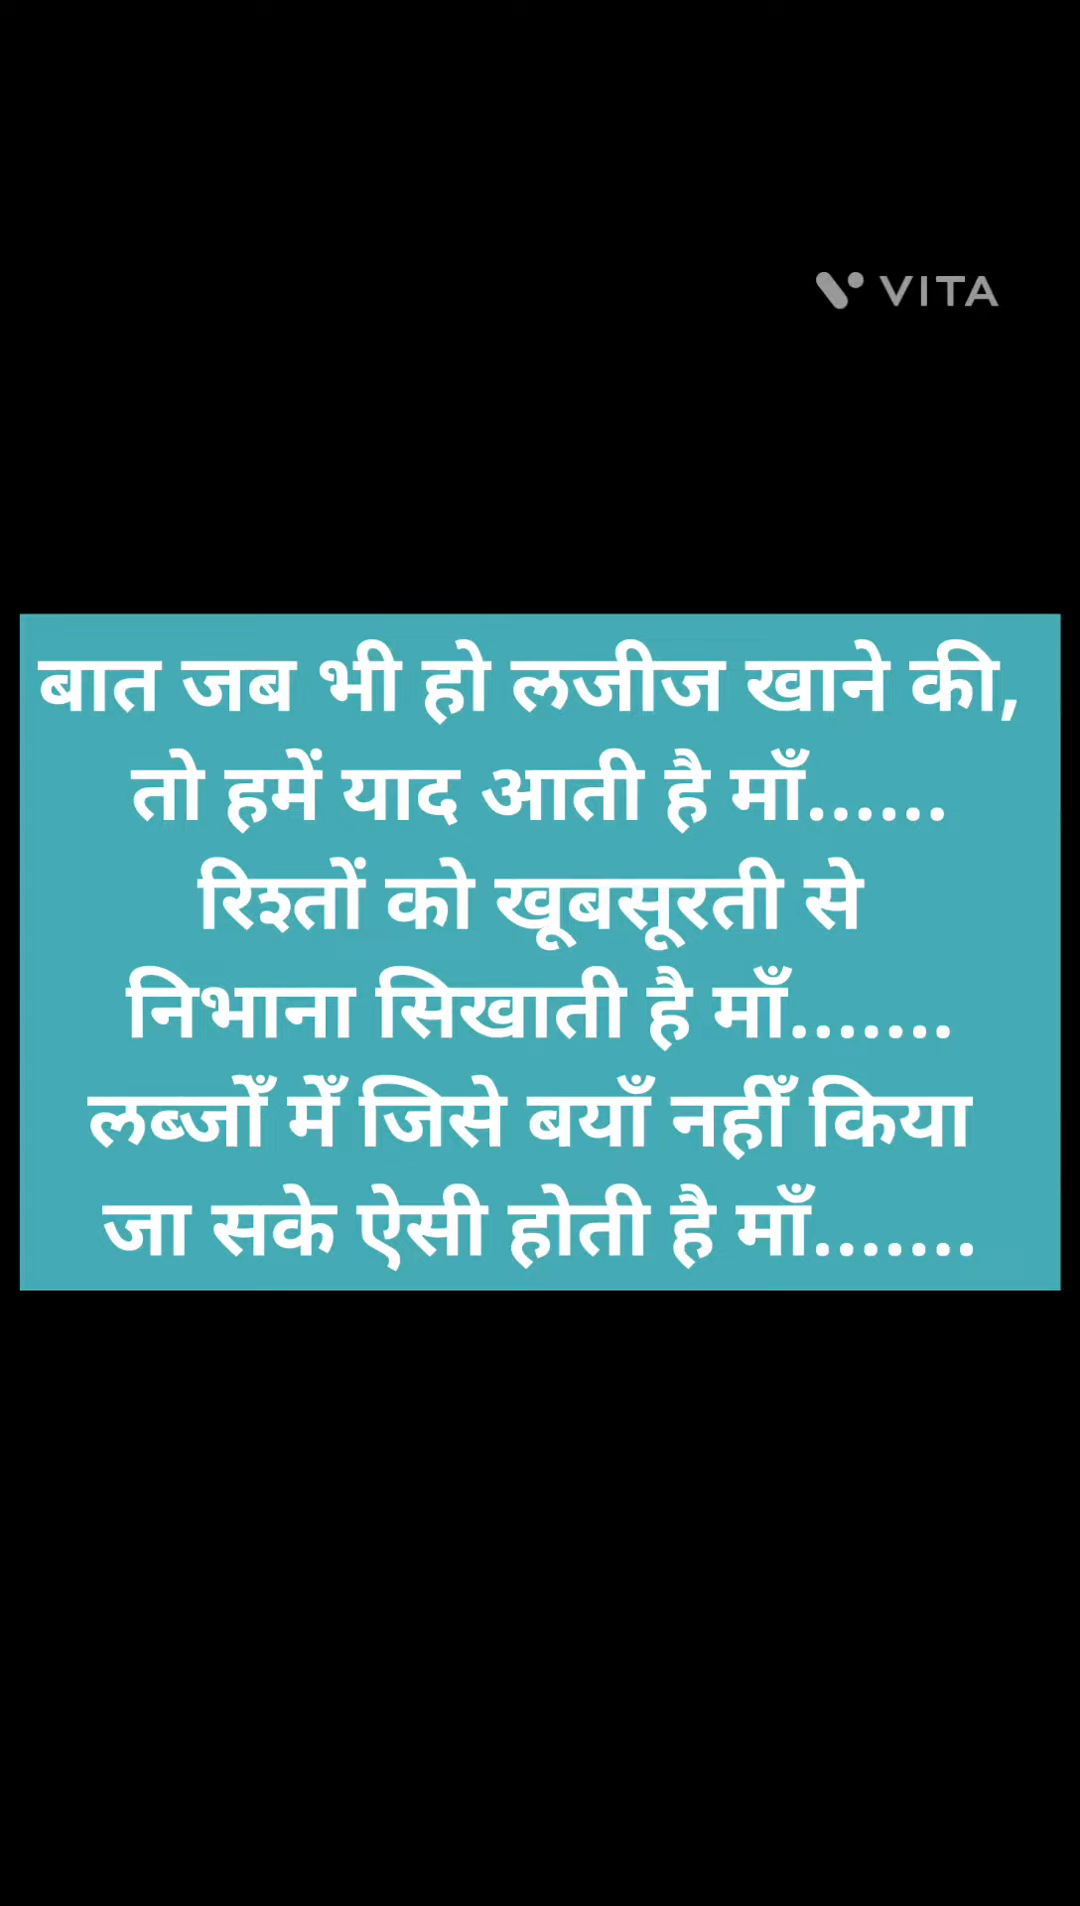 VITA
बात जब भी हो लजीज खाने की,
तो हमें याद आती है माँ......
रिश्तों को खूबसूरती से
निभाना सिखाती है माँ.......
लब्जोँ मेँ जिसे बयाँ नहीँ किया
जा सके ऐसी होती है माँ.......